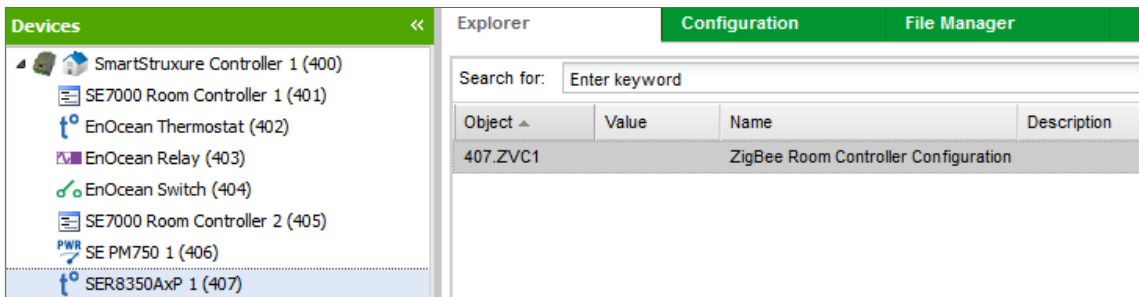 Devices «
SmartStruxure Controller 1 (400)
SE7000 Room Controller 1 (401)
EnOcean Thermostat (402)
EnOcean Relay (403)
EnOcean Switch (404)
SE7000 Room Controller 2 (405)
PWR SE PM750 1 (406)
SER8350AxP 1 (407)
Explorer Configuration File Manager
Search for: Enter keyword
Object Value Name Description
407.ZVC1 ZigBee Room Controller Configuration